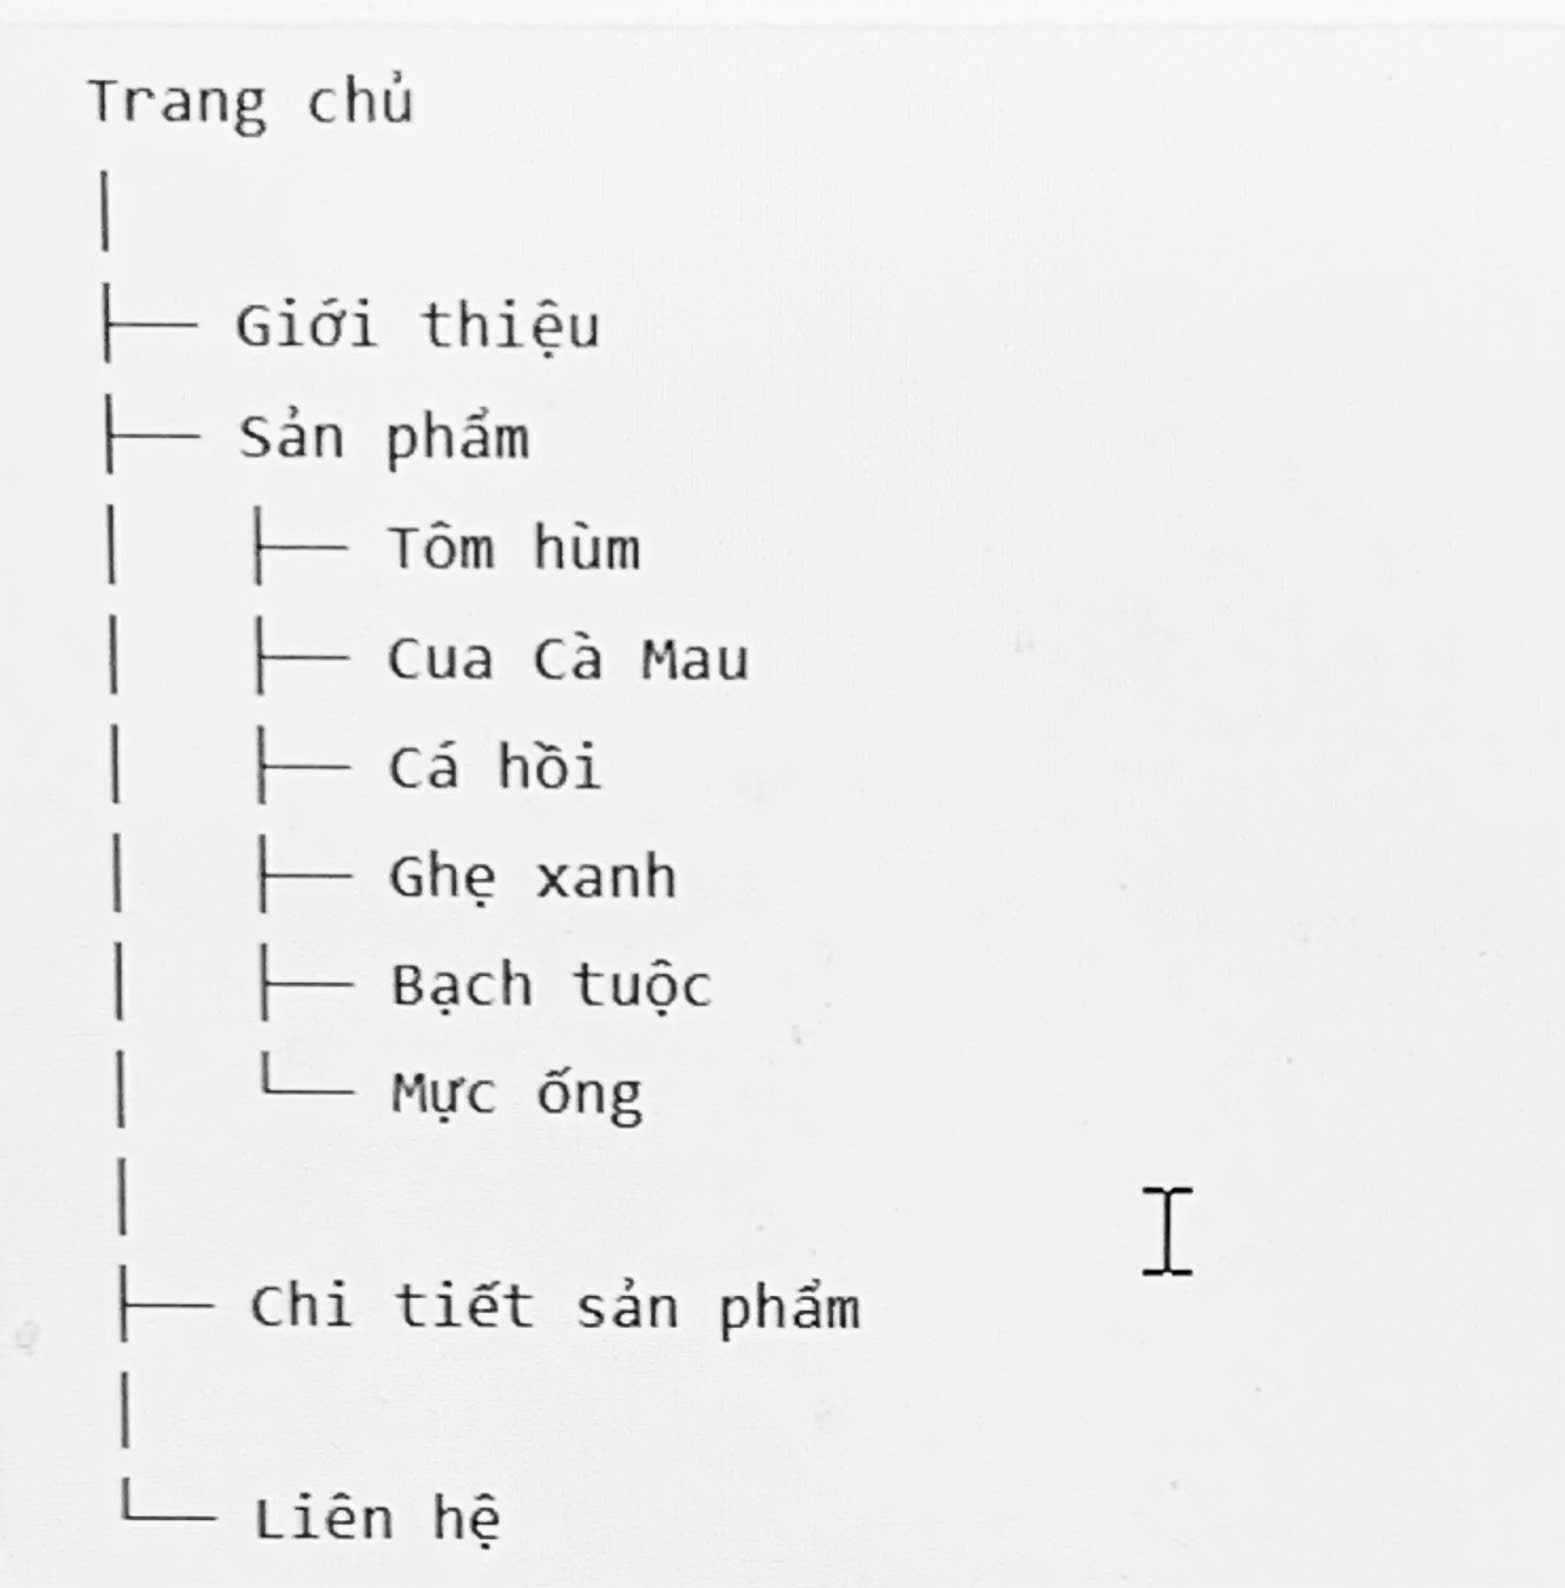 Trang chủ
│
├── Giới thiệu
├── Sản phẩm
│   ├── Tôm hùm
│   ├── Cua Cà Mau
│   ├── Cá hồi
│   ├── Ghẹ xanh
│   ├── Bạch tuộc
│   └── Mực ống
│
├── Chi tiết sản phẩm
│
└── Liên hệ